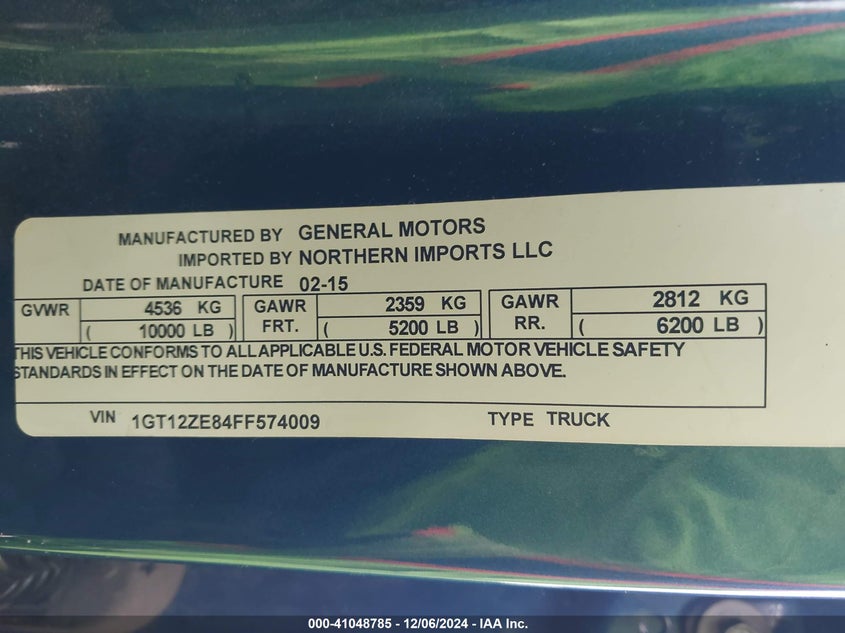 MANUFACTURED BY GENERAL MOTORS
IMPORTED BY NORTHERN IMPORTS LLC
DATE OF MANUFACTURE 02-15
GVWR 4536 KG GAWR 2359 KG GAWR 2812 KG
( 10000 LB ) FRT. ( 5200 LB ) RR. ( 6200 LB )
THIS VEHICLE CONFORMS TO ALL APPLICABLE U.S. FEDERAL MOTOR VEHICLE SAFETY
STANDARDS IN EFFECT ON THE DATE OF MANUFACTURE SHOWN ABOVE.
VIN 1GT12ZE84FF574009 TYPE TRUCK
000-41048785 - 12/06/2024 - IAA Inc.